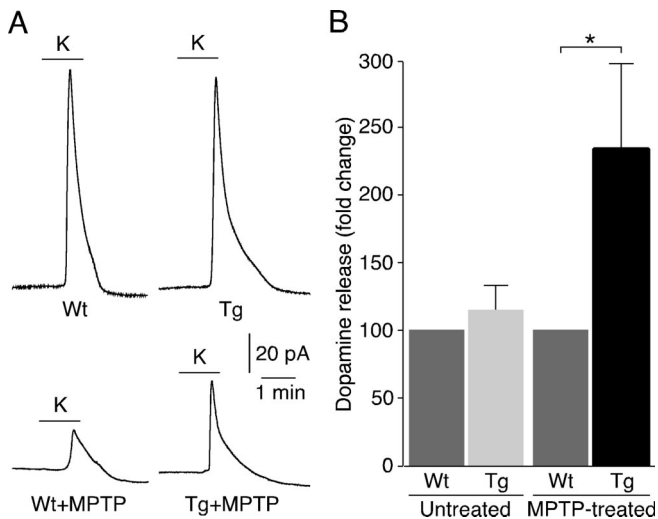 A
K
K
Wt
Tg
20 pA
1 min
K
K
Wt+MPTP
Tg+MPTP
B
Dopamine release (fold change)
300
250
200
150
100
50
0
*
Wt
Tg
Wt
Tg
Untreated
MPTP-treated